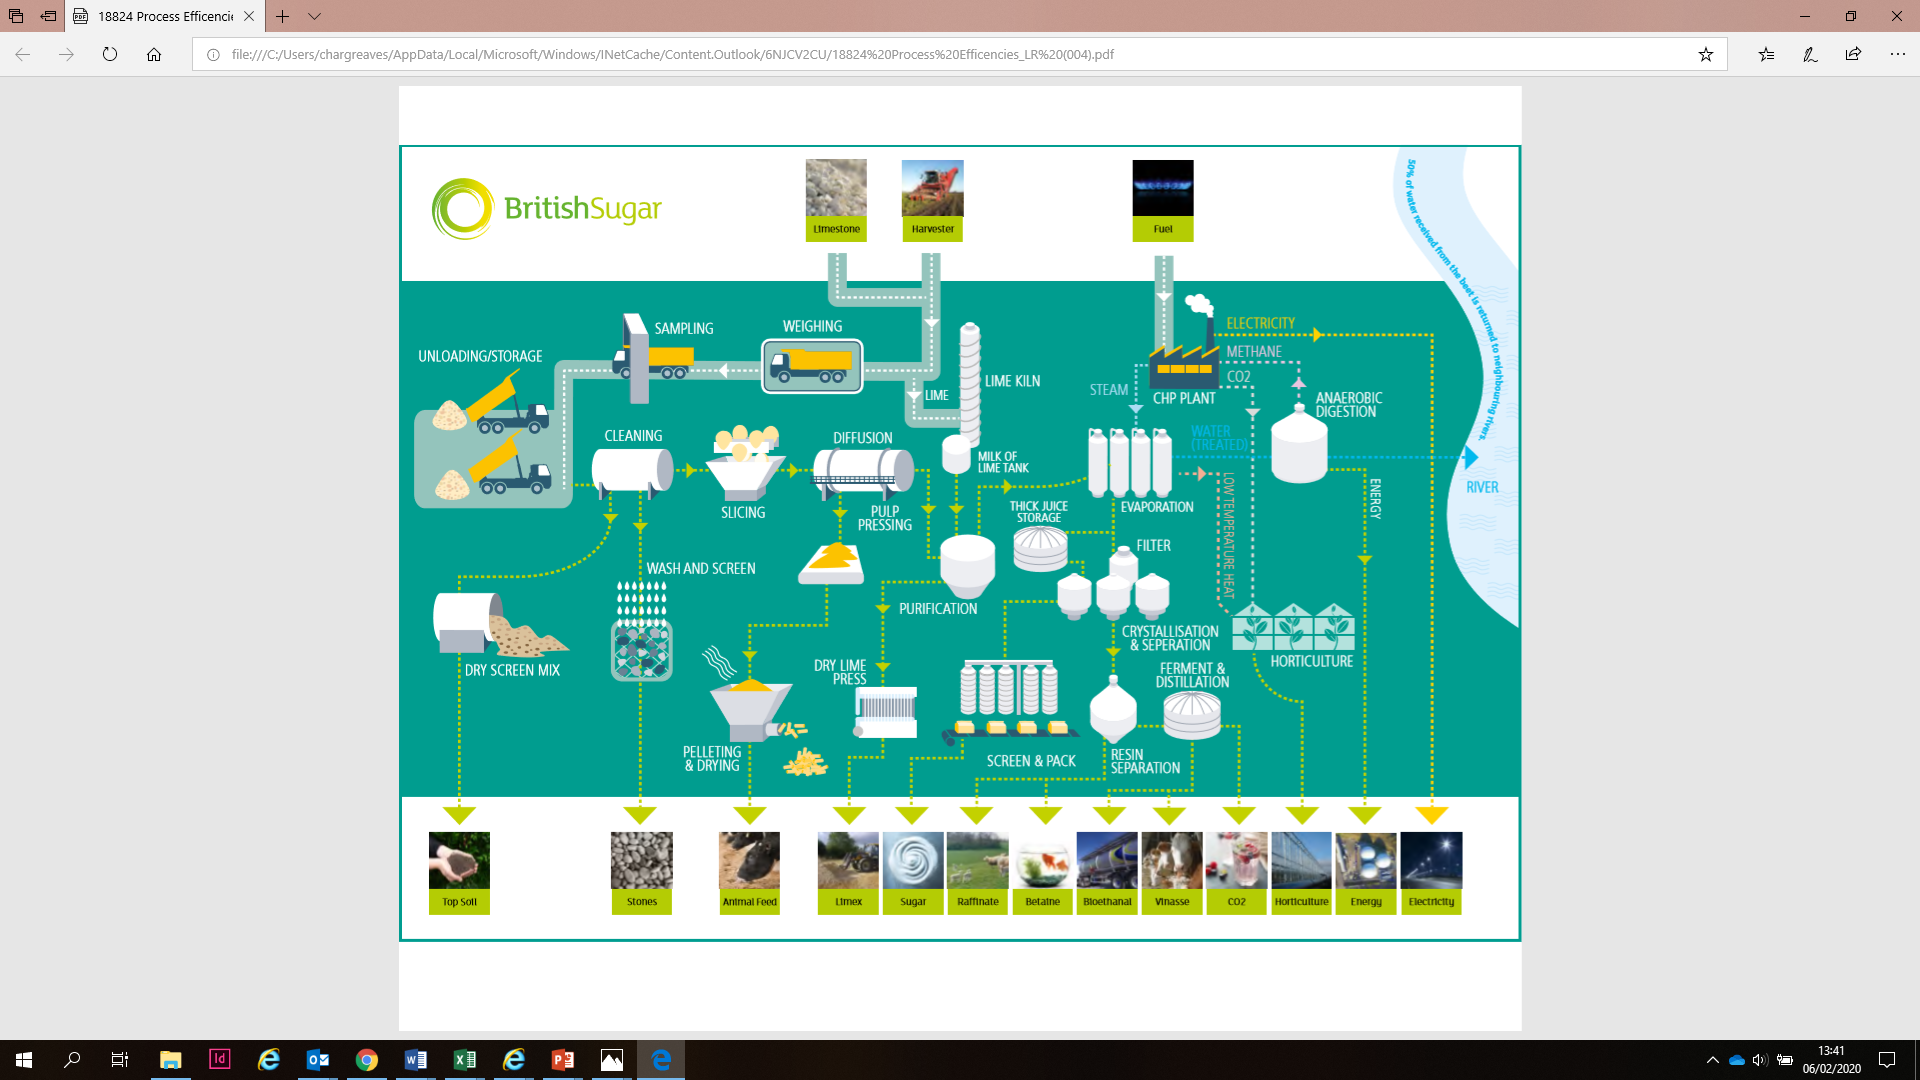 18824 Process Efficenci
file:///C:/Users/chargreaves/AppData/Local/Microsoft/Windows/INetCache/Content.Outlook/6NJCV2CU/18824%20Process%20Efficencies_LR%20(004).pdf
BritishSugar
Limestone
Harvester
Fuel
50% of water received from the beet is returned to neighbouring rivers.
SAMPLING
WEIGHING
UNLOADING/STORAGE
ELECTRICITY
METHANE
CO2
STEAM
CHP PLANT
LIME KILN
LIME
ANAEROBIC
DIGESTION
CLEANING
DIFFUSION
WATER
(TREATED)
MILK OF
LIME TANK
RIVER
SLICING
PULP
PRESSING
THICK JUICE
STORAGE
EVAPORATION
LOW TEMPERATURE HEAT
ENERGY
FILTER
WASH AND SCREEN
PURIFICATION
CRYSTALLISATION
& SEPERATION
DRY SCREEN MIX
DRY LIME
PRESS
FERMENT &
DISTILLATION
HORTICULTURE
PELLETING
& DRYING
SCREEN & PACK
RESIN
SEPARATION
Top Soil
Stones
Animal Feed
Limex
Sugar
Raffinate
Betaine
Bioethanal
Vinasse
CO2
Horticulture
Energy
Electricity
Id
13:41
06/02/2020